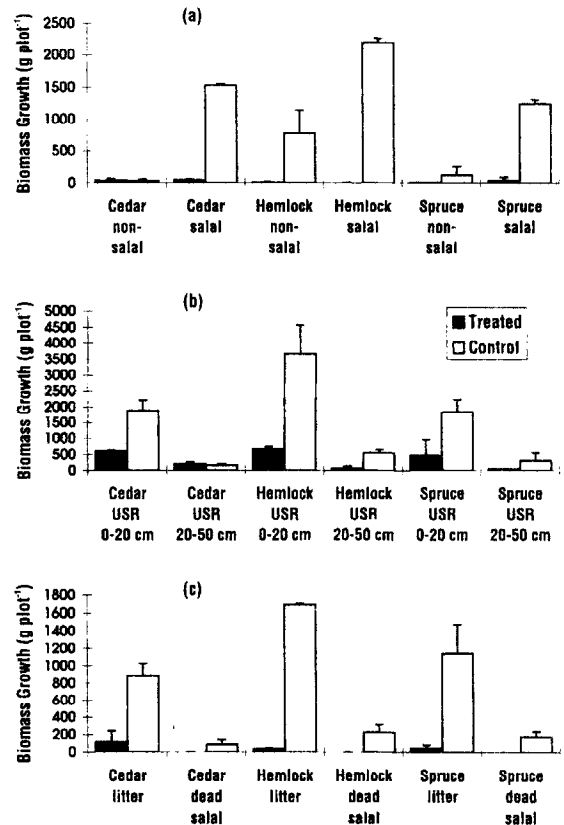 (a)
Biomass Growth (g plot⁻¹)
2500
2000
1500
1000
500
0
Cedar non-salal
Cedar salal
Hemlock non-salal
Hemlock salal
Spruce non-salal
Spruce salal
(b)
Biomass Growth (g plot⁻¹)
5000
4500
4000
3500
3000
2500
2000
1500
1000
500
0
Treated
Control
Cedar USR 0-20 cm
Cedar USR 20-50 cm
Hemlock USR 0-20 cm
Hemlock USR 20-50 cm
Spruce USR 0-20 cm
Spruce USR 20-50 cm
(c)
Biomass Growth (g plot⁻¹)
1800
1600
1400
1200
1000
800
600
400
200
0
Cedar litter
Cedar dead salal
Hemlock litter
Hemlock dead salal
Spruce litter
Spruce dead salal